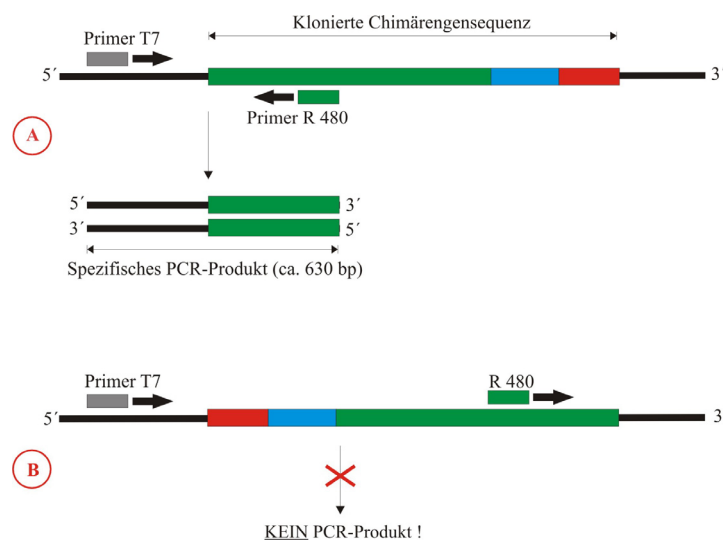 Klonierte Chimärengensequenz
Primer T7
5´
3´
Primer R 480
A
5´
3´
3´
5´
Spezifisches PCR-Produkt (ca. 630 bp)
Primer T7
R 480
5´
3´
B
KEIN PCR-Produkt !